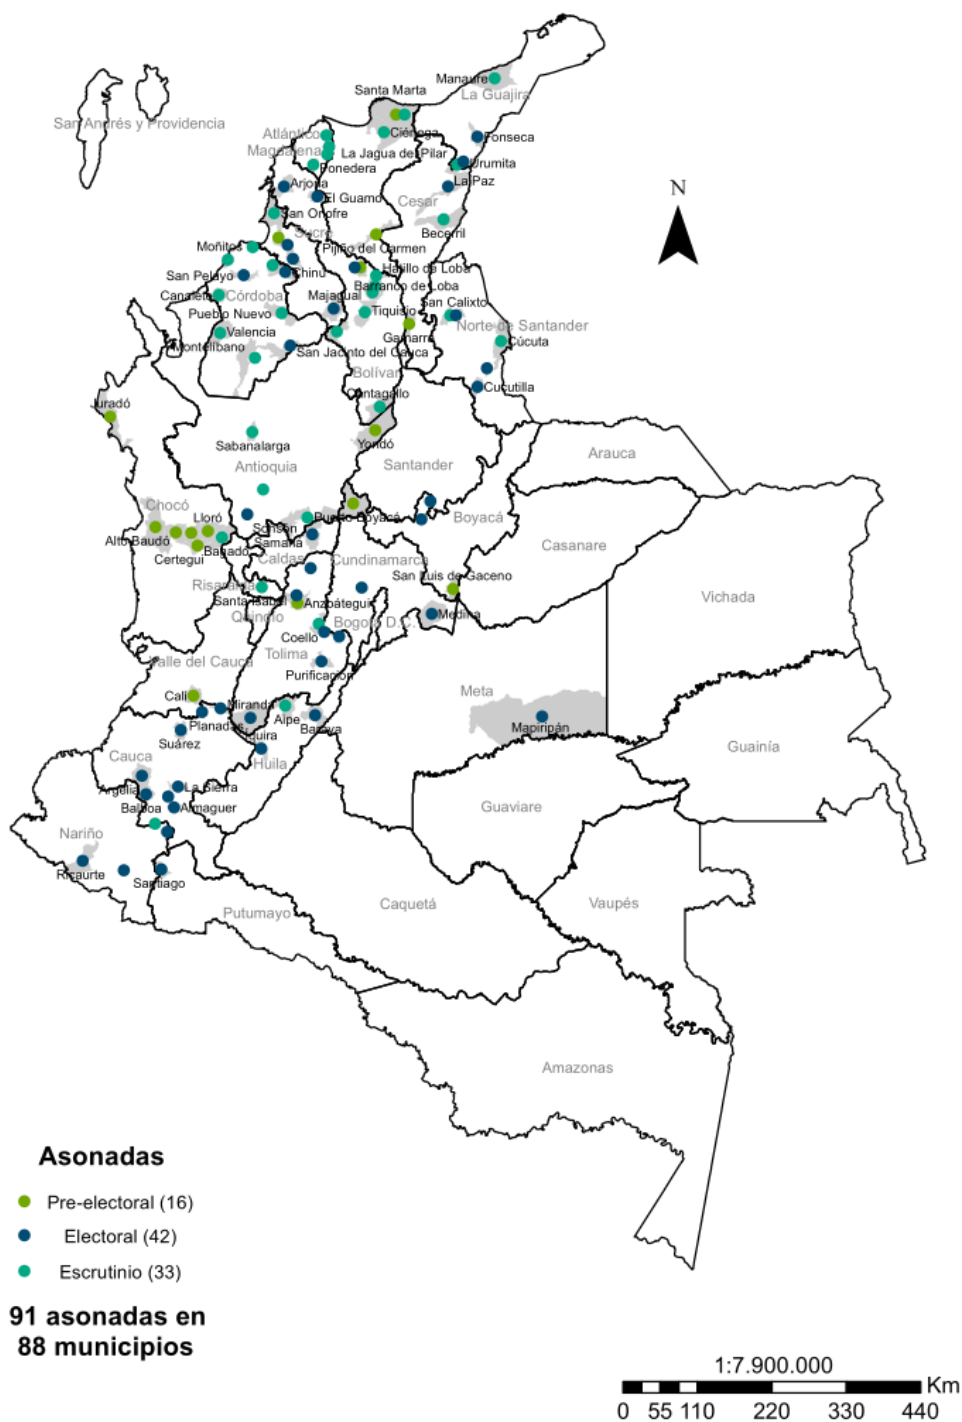 Manaure
La Guajira
Santa Marta
San Andrés y Providencia
Ciénega
Atlántico
Fonseca
Magdalena
La Jagua del Pilar
Ponedera
Urumita
Arjona
La Paz
El Guamo
Cesar
San Onofre
Sucre
Becerril
Moñitos
Pijiño del Carmen
San Pelayo
Chinú
Hatillo de Loba
Canalete
Córdoba
Majagual
Barranco de Loba
San Calixto
Pueblo Nuevo
Tiquisio
Norte de Santander
Valencia
Gamarra
Cúcuta
Montelíbano
San Jacinto del Cauca
Bolívar
Cucutilla
Cantagallo
Juradó
Sabanalarga
Yondó
Antioquia
Santander
Arauca
Chocó
Lloró
Puerto Boyacá
Boyacá
Alto Baudó
Sonsón
Bagadó
Samaná
Casanare
Certegui
Caldas
Cundinamarca
San Luis de Gaceno
Risaralda
Santa Isabel
Anzoátegui
Vichada
Quindío
Bogotá D.C.
Medina
Coello
Tolima
Valle del Cauca
Purificación
Cali
Miranda
Meta
Planadas
Aipe
Baraya
Mapiripán
Suárez
Iquira
Guainía
Cauca
Huila
Argelia
La Sierra
Balboa
Almaguer
Guaviare
Nariño
Ricaurte
Santiago
Putumayo
Caquetá
Vaupés
Amazonas
Asonadas
Pre-electoral (16)
Electoral (42)
Escrutinio (33)
91 asonadas en
88 municipios
N
1:7.900.000
Km
0 55 110 220 330 440